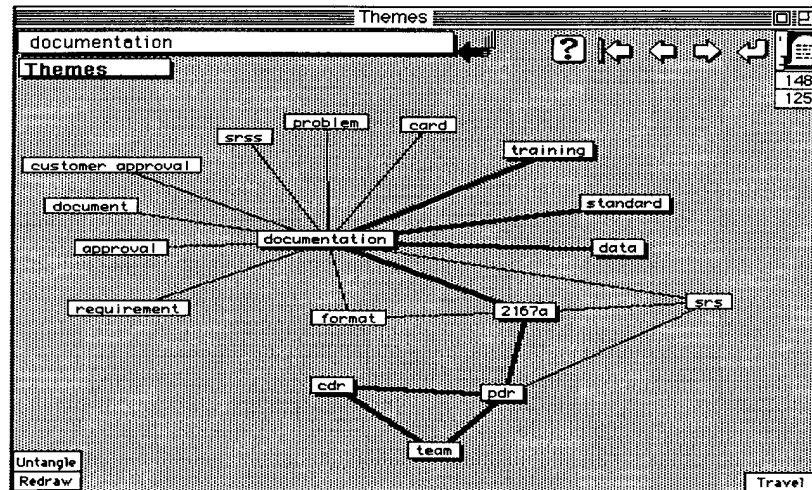 Themes
documentation
?
Themes
148
125
problem
card
srss
training
customer approval
document
standard
documentation
approval
data
requirement
format
2167a
srs
cdr
pdr
team
Untangle
Redraw
Travel